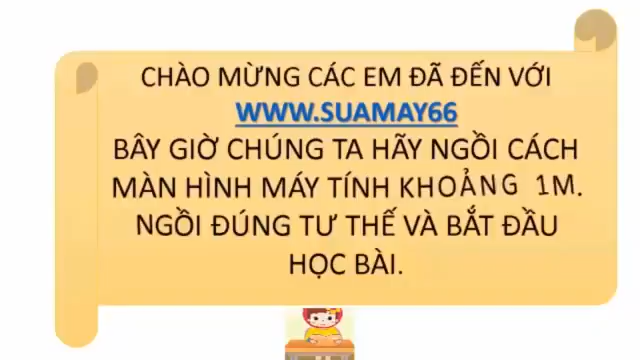 CHÀO MỪNG CÁC EM ĐÃ ĐẾN VỚI
WWW.SUAMAY66
BÂY GIỜ CHÚNG TA HÃY NGỒI CÁCH
MÀN HÌNH MÁY TÍNH KHOẢNG 1M.
NGỒI ĐÚNG TƯ THẾ VÀ BẮT ĐẦU
HỌC BÀI.